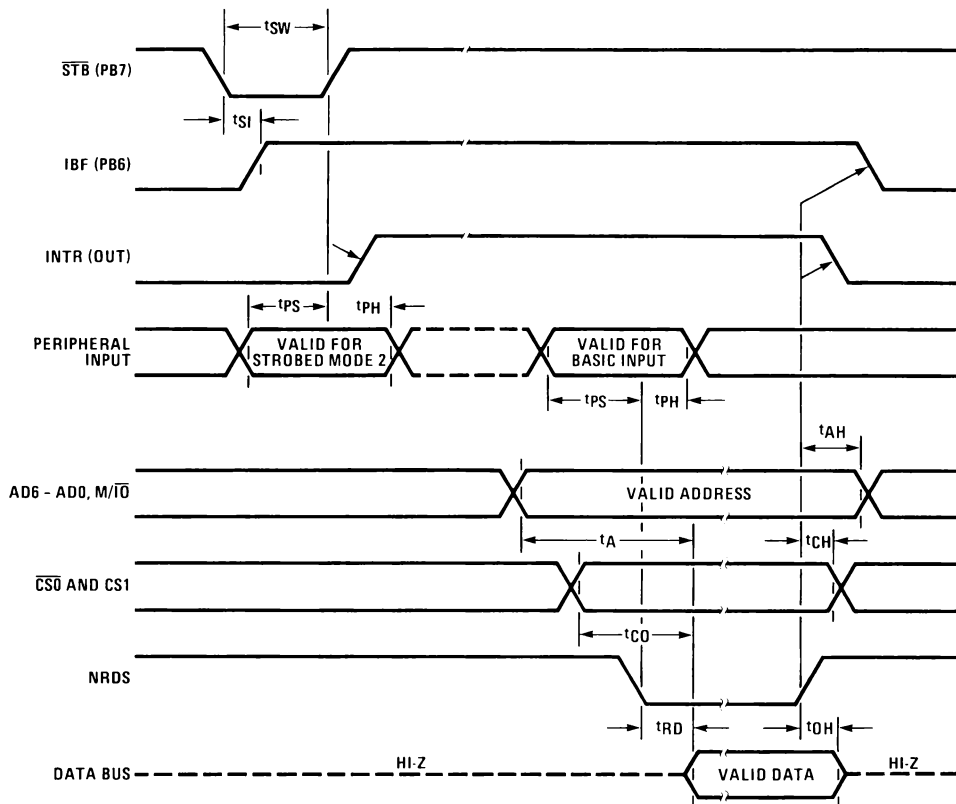 tSW
STB (PB7)
tSI
IBF (PB6)
INTR (OUT)
tPS
tPH
PERIPHERAL
INPUT
VALID FOR
STROBED MODE 2
VALID FOR
BASIC INPUT
tPS
tPH
tAH
AD6 - AD0, M/IO
VALID ADDRESS
tA
tCH
CS0 AND CS1
tCO
NRDS
tRD
tOH
DATA BUS
HI-Z
VALID DATA
HI-Z